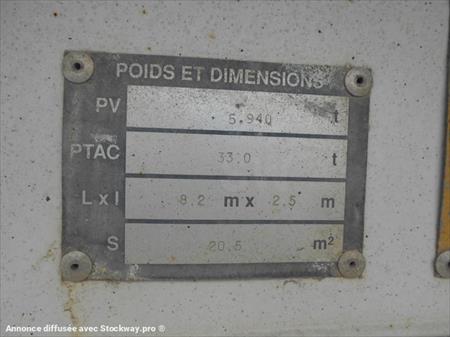 POIDS ET DIMENSIONS
PV 5.940 t
PTAC 33.0 t
L x l 8.2 m x 2.5 m
S 20.5 m²
Annonce diffusée avec Stockway.pro ®